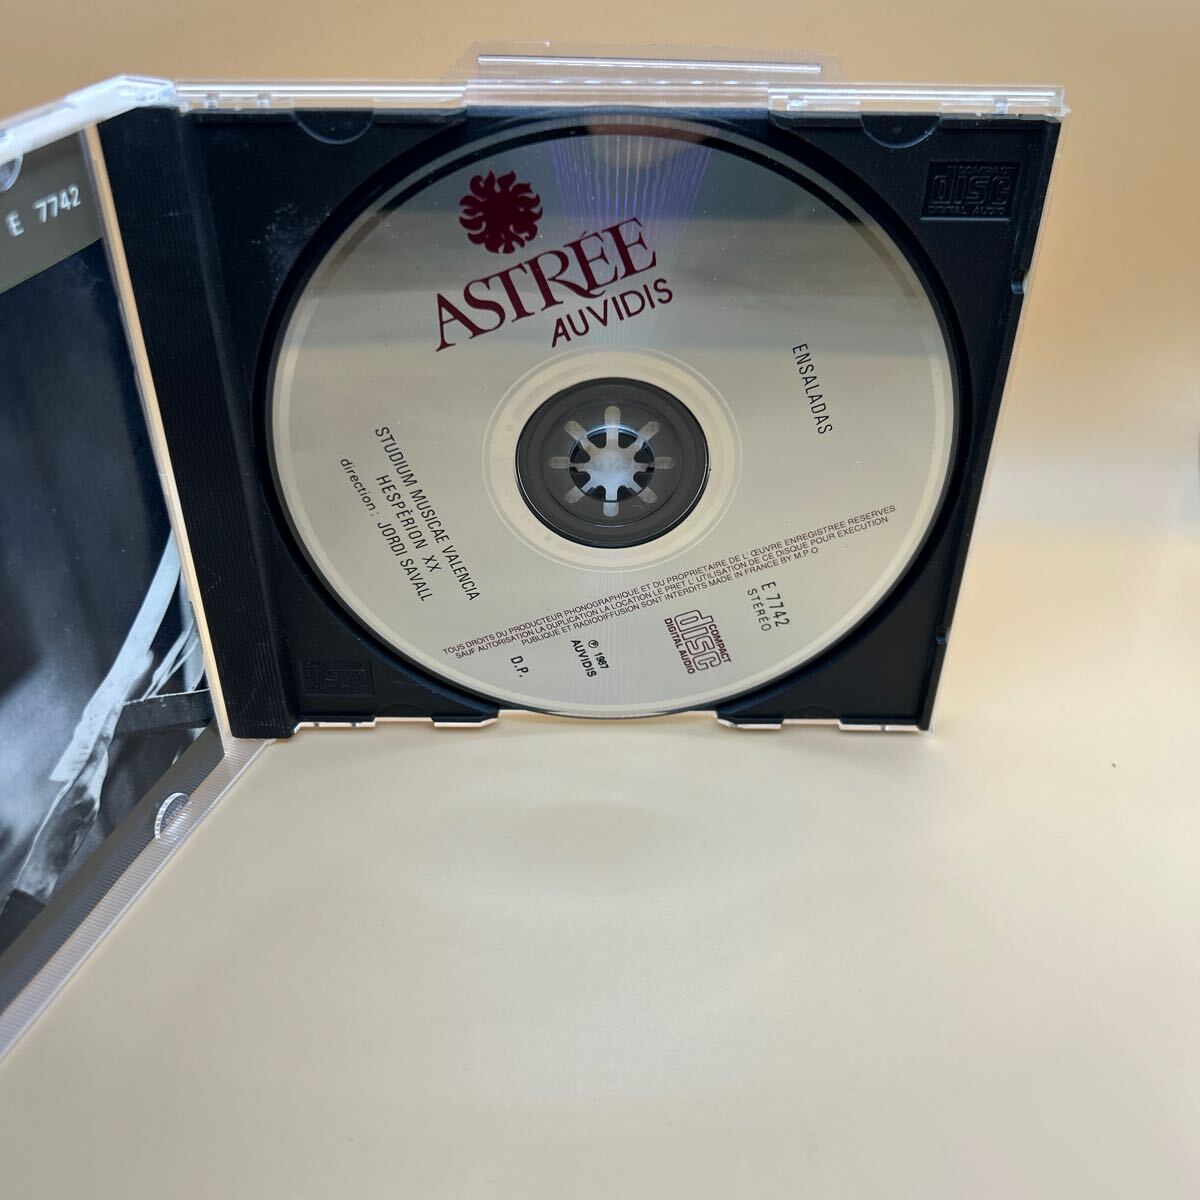 E 7742
COMPACT
disc
DIGITAL AUDIO
ASTRÉE
AUVIDIS
ENSALADAS
STUDIUM MUSICAE VALENCIA
HESPÈRION XX
direction: JORDI SAVALL
TOUS DROITS DU PRODUCTEUR PHONOGRAPHIQUE ET DU PROPRIETAIRE DE L' ŒUVRE ENREGISTREE RESERVES
SAUF AUTORISATION LA DUPLICATION LA LOCATION LE PRET L' UTILISATION DE CE DISQUE POUR EXECUTION
PUBLIQUE ET RADIODIFFUSION SONT INTERDITS MADE IN FRANCE BY M.P.O
E 7742
STÉRÉO
COMPACT
disc
DIGITAL AUDIO
℗ 1987
AUVIDIS
D.P.